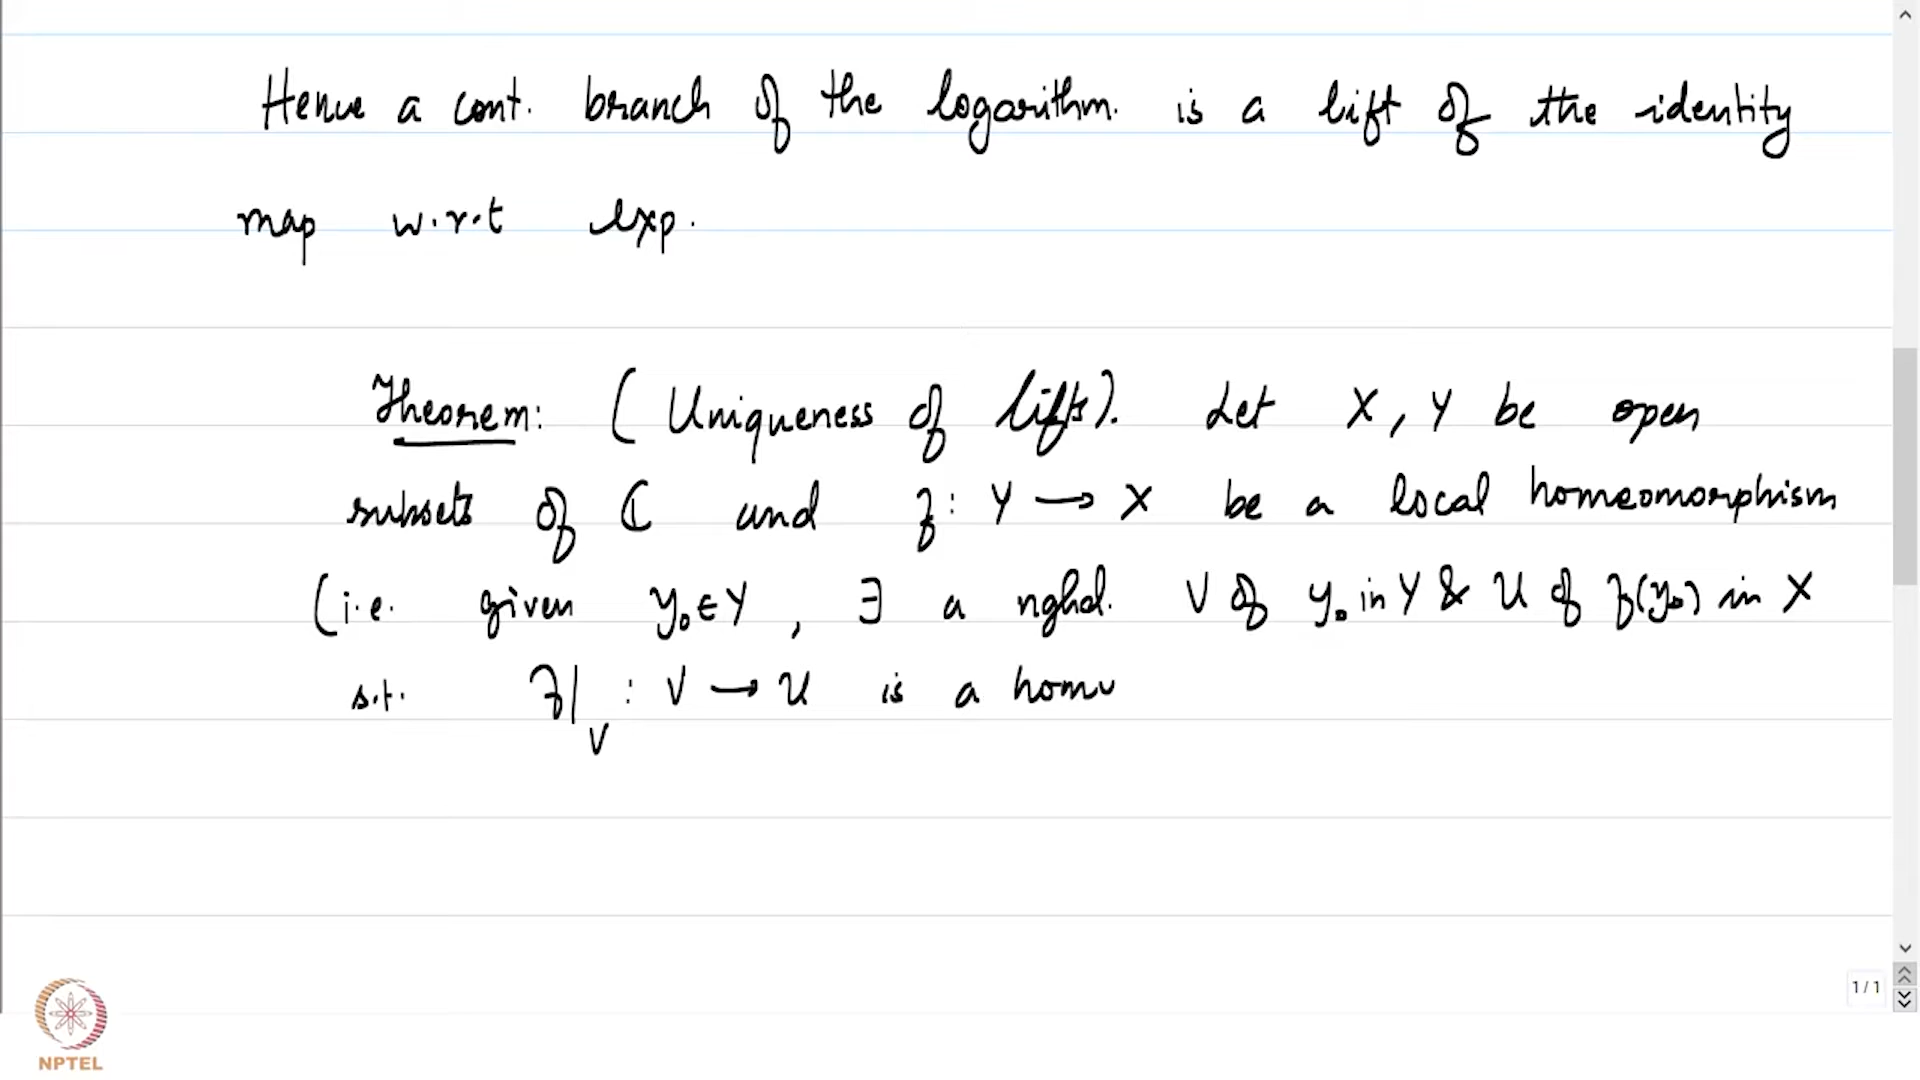 Hence a cont. branch of the logarithm. is a lift of the identity
map w.r.t exp.
Theorem: ( Uniqueness of lifts). Let X, Y be open
subsets of ℂ and f: Y → X be a local homeomorphism
(i.e. given y₀ ∈ Y, ∃ a nghd. V of y₀ in Y & U of f(y₀) in X
s.t. f|_V : V → U is a home
1/1
NPTEL